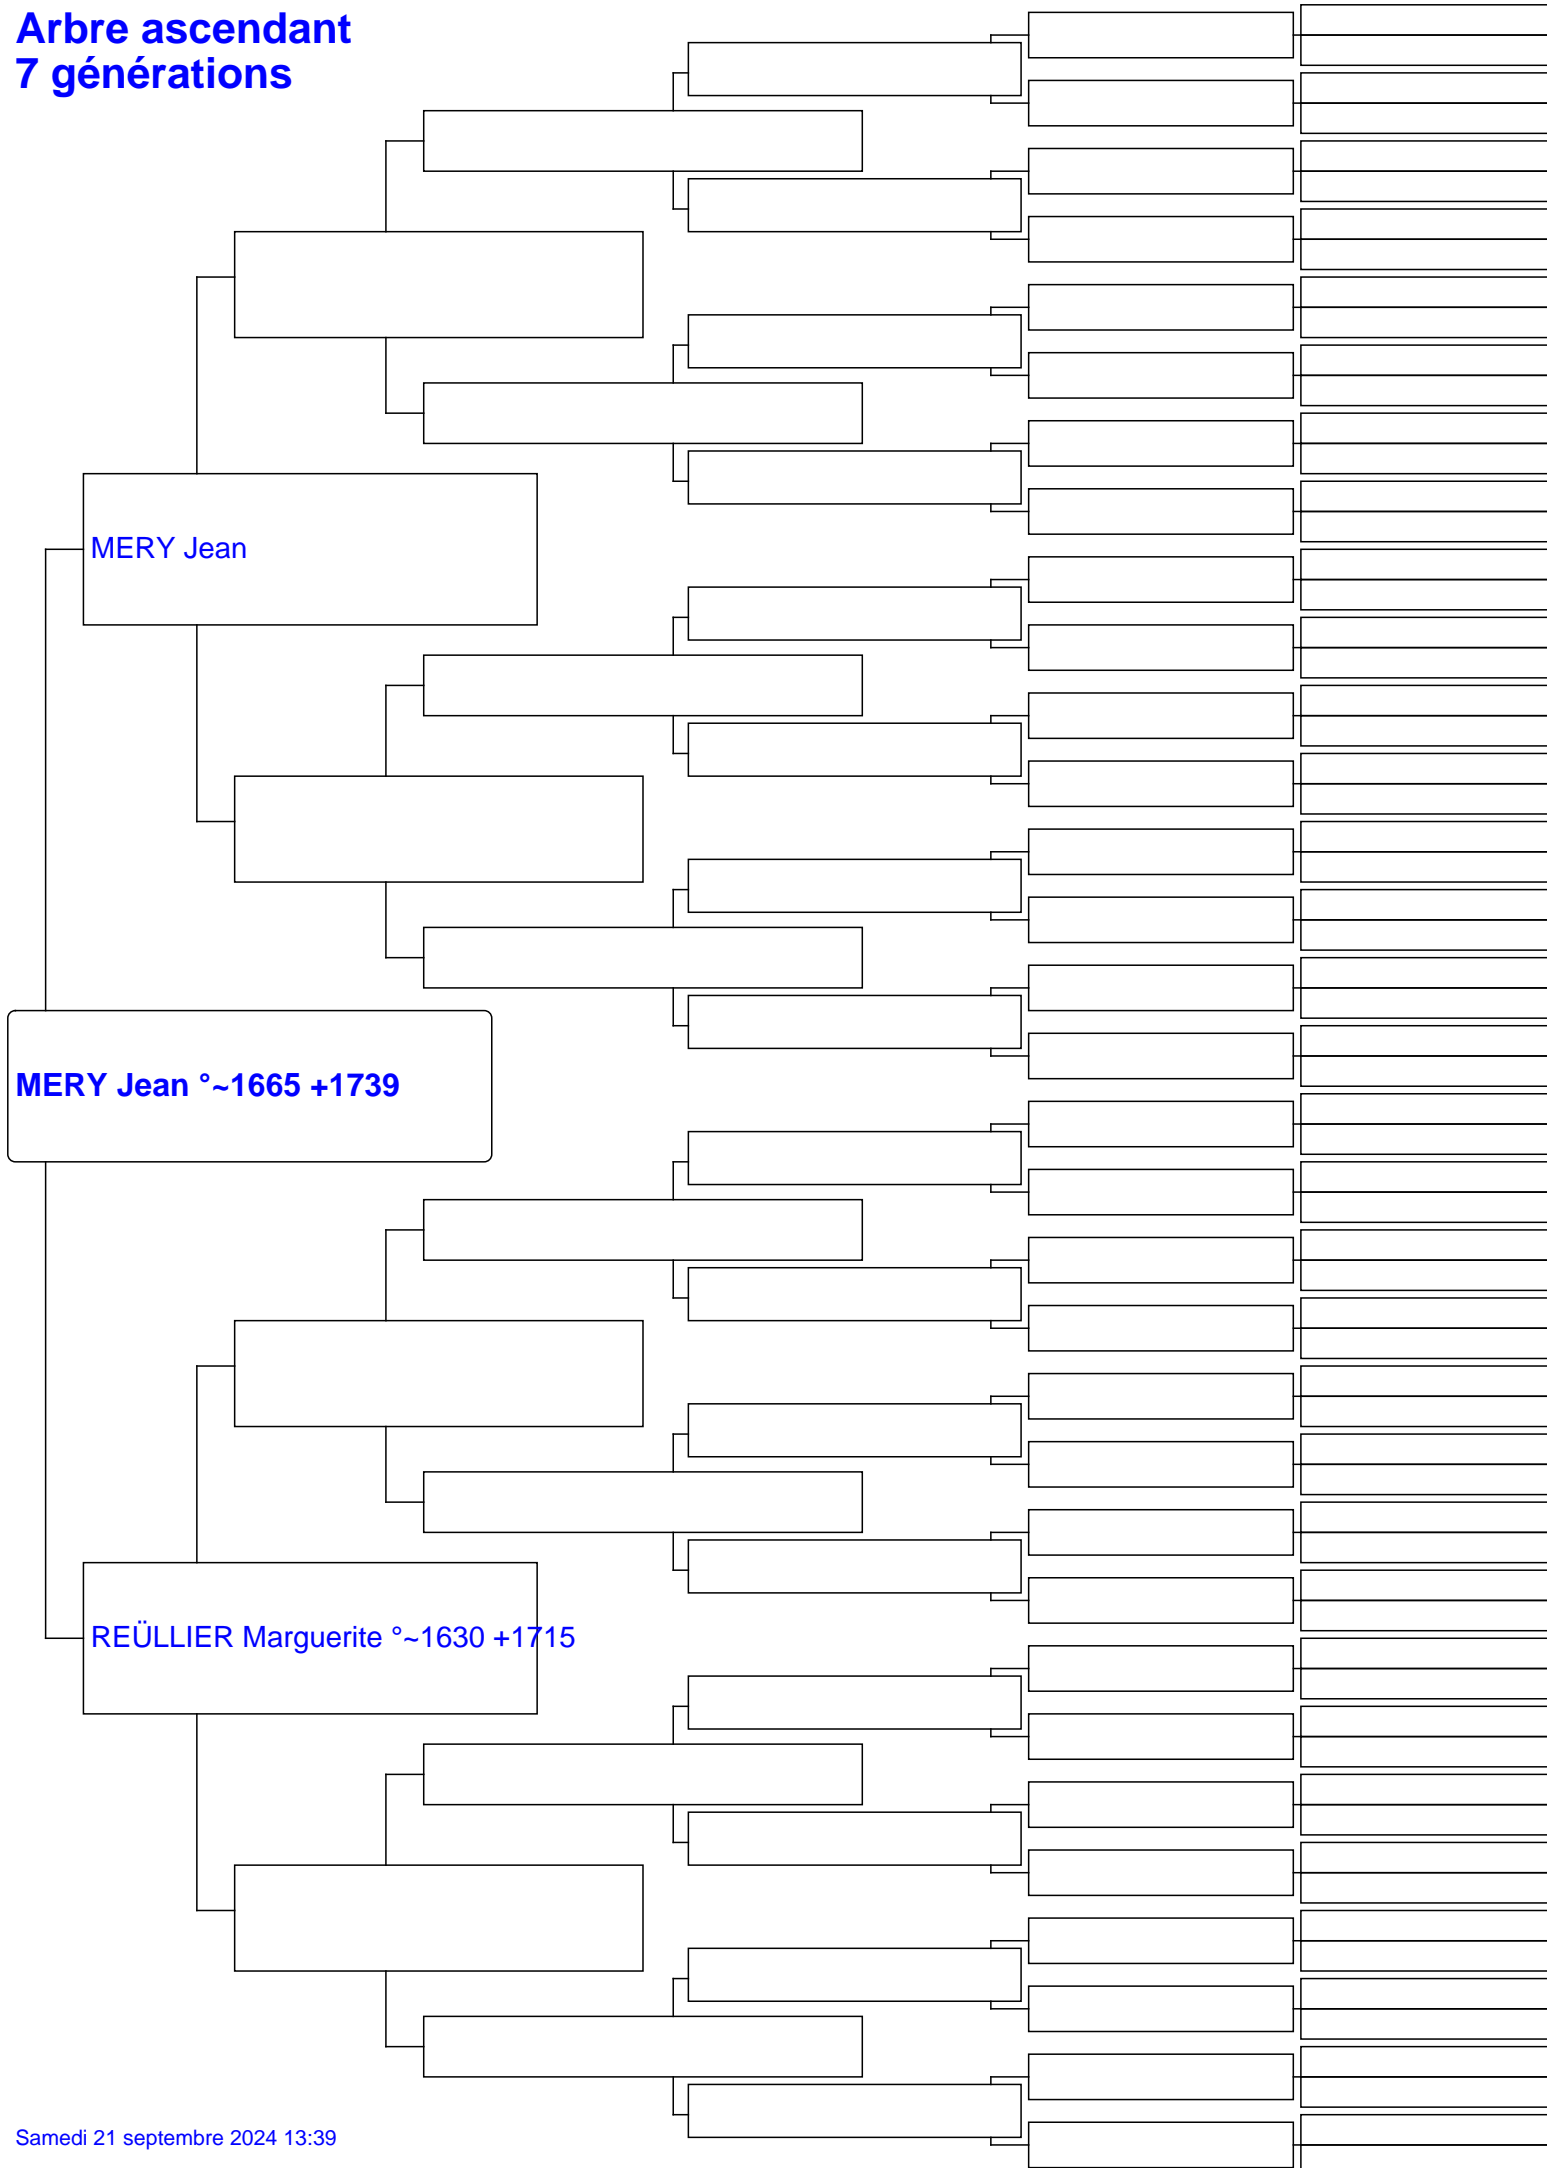 Arbre ascendant
7 générations
MERY Jean
MERY Jean °~1665 +1739
REÜLLIER Marguerite °~1630 +1715
Samedi 21 septembre 2024 13:39